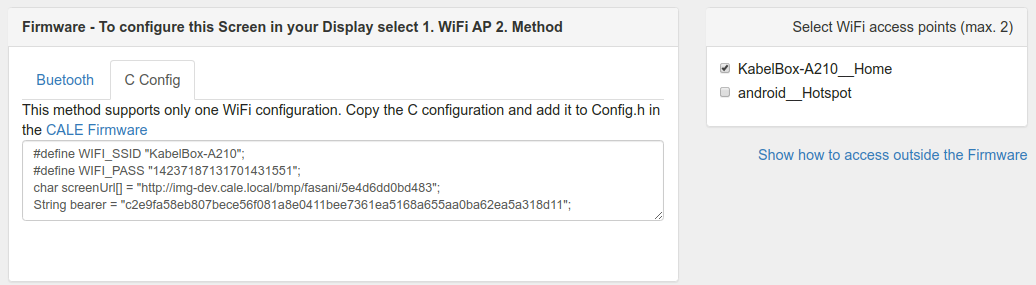 Firmware - To configure this Screen in your Display select 1. WiFi AP 2. Method
Buetooth
C Config
This method supports only one WiFi configuration. Copy the C configuration and add it to Config.h in
the CALE Firmware
#define WIFI_SSID "KabelBox-A210";
#define WIFI_PASS "14237187131701431551";
char screenUrl[] = "http://img-dev.cale.local/bmp/fasani/5e4d6dd0bd483";
String bearer = "c2e9fa58eb807bece56f081a8e0411bee7361ea5168a655aa0ba62ea5a318d11";
Select WiFi access points (max. 2)
KabelBox-A210__Home
android__Hotspot
Show how to access outside the Firmware